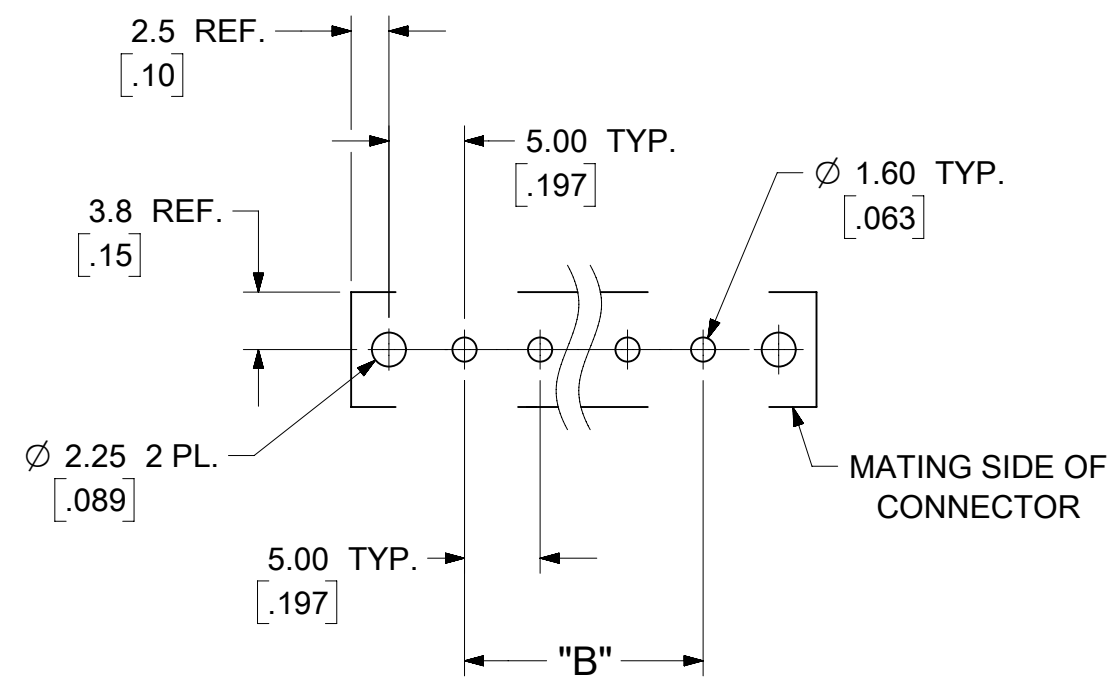 2.5 REF.
[.10]
5.00 TYP.
[.197]
⌀ 1.60 TYP.
[.063]
3.8 REF.
[.15]
⌀ 2.25 2 PL.
[.089]
MATING SIDE OF
CONNECTOR
5.00 TYP.
[.197]
"B"